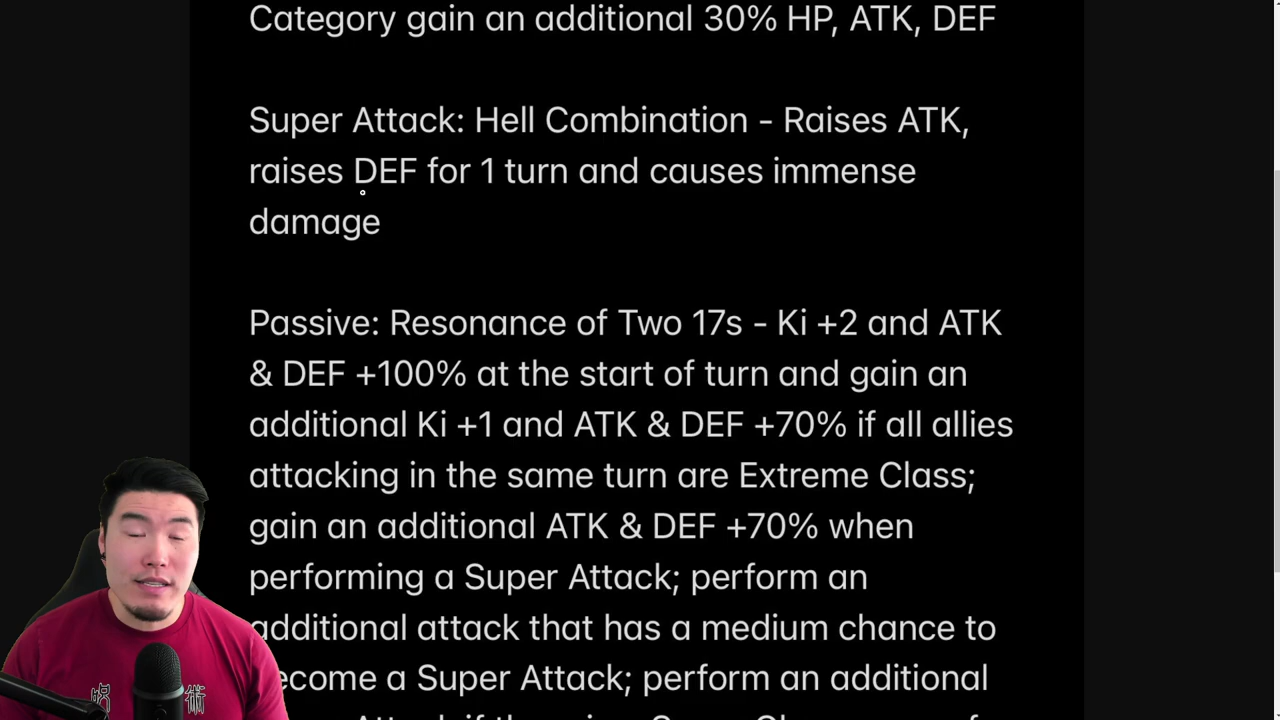 Category gain an additional 30% HP, ATK, DEF
Super Attack: Hell Combination - Raises ATK,
raises DEF for 1 turn and causes immense
damage
Passive: Resonance of Two 17s - Ki +2 and ATK
& DEF +100% at the start of turn and gain an
additional Ki +1 and ATK & DEF +70% if all allies
attacking in the same turn are Extreme Class;
gain an additional ATK & DEF +70% when
performing a Super Attack; perform an
additional attack that has a medium chance to
become a Super Attack; perform an additional
呪 術